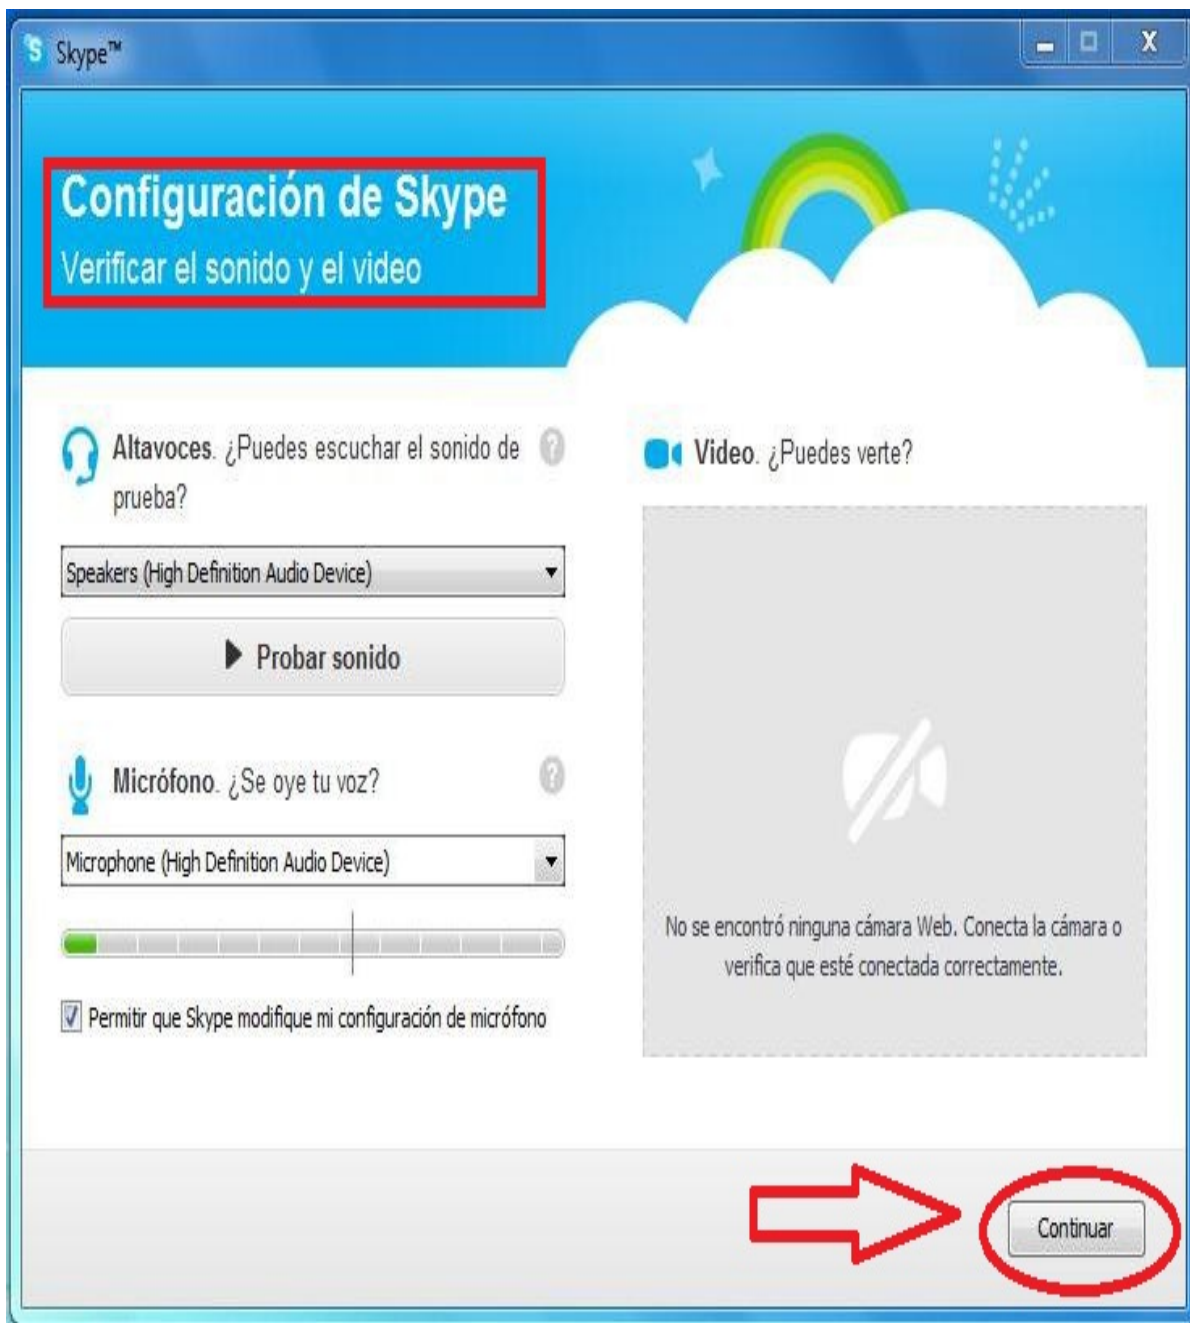 Skype™
Configuración de Skype
Verificar el sonido y el video
Altavoces. ¿Puedes escuchar el sonido de
prueba?
Speakers (High Definition Audio Device)
Probar sonido
Micrófono. ¿Se oye tu voz?
Microphone (High Definition Audio Device)
Permitir que Skype modifique mi configuración de micrófono
Video. ¿Puedes verte?
No se encontró ninguna cámara Web. Conecta la cámara o
verifica que esté conectada correctamente.
Continuar